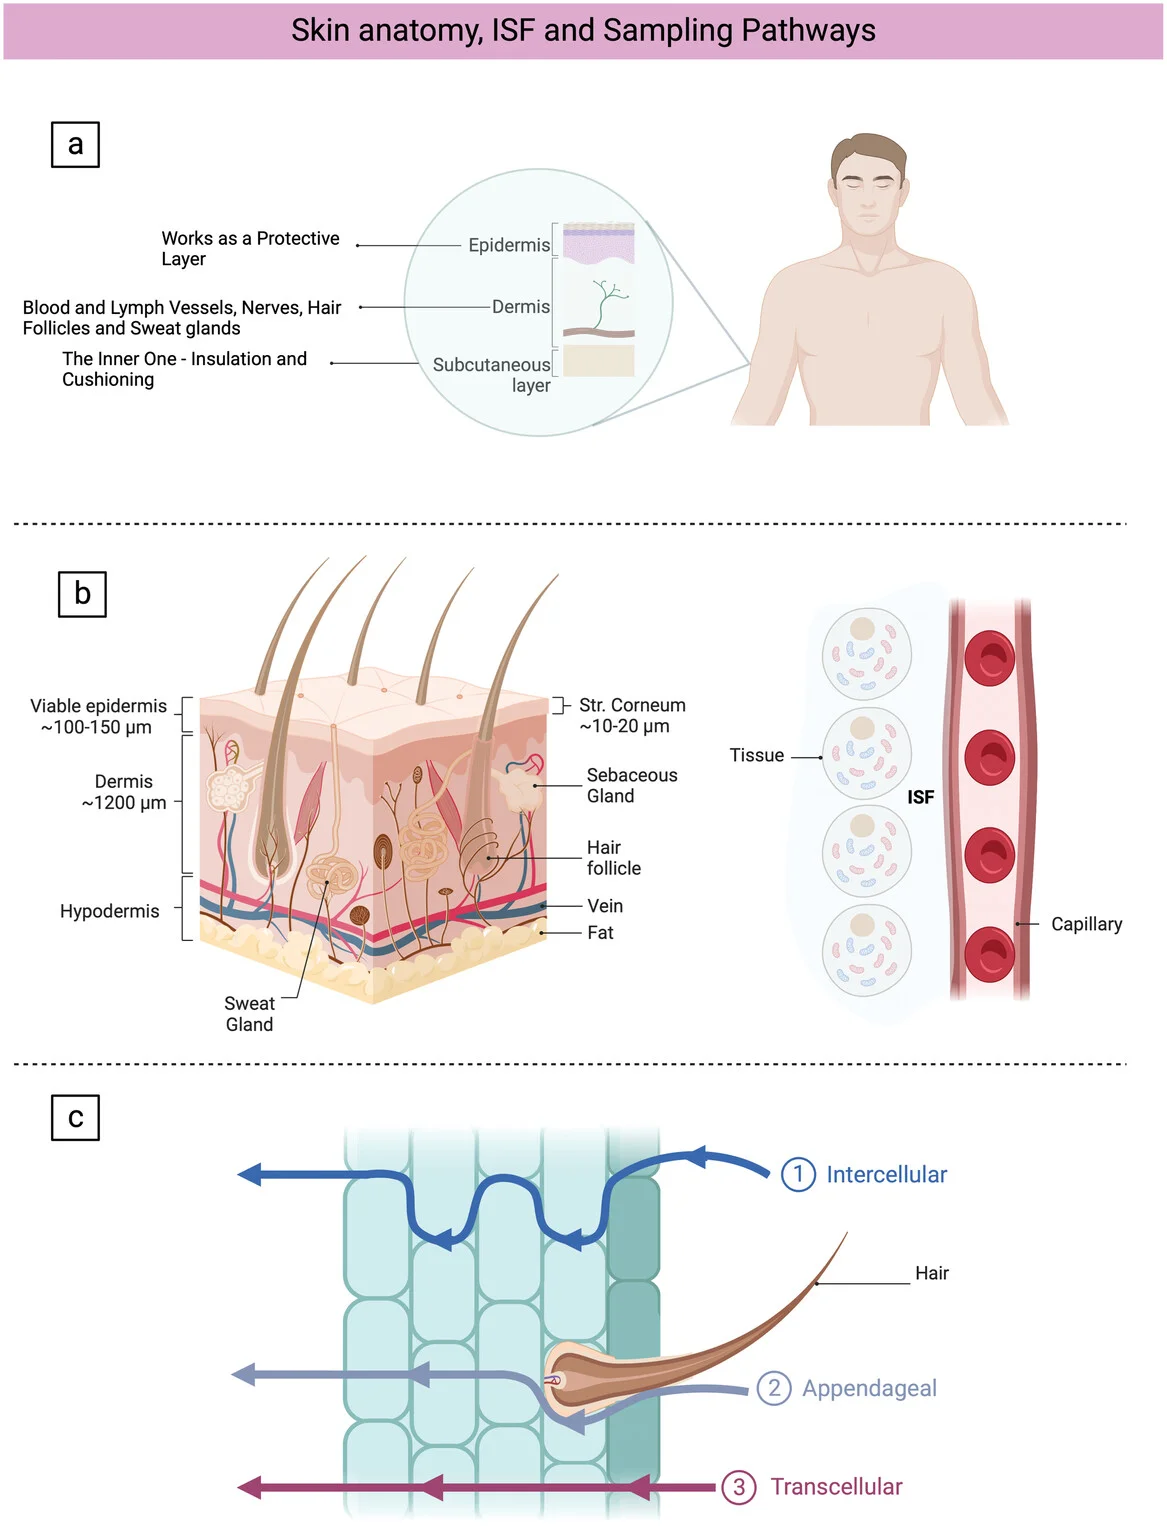 Skin anatomy, ISF and Sampling Pathways
a
Works as a Protective
Layer
Epidermis
Blood and Lymph Vessels, Nerves, Hair
Follicles and Sweat glands
Dermis
The Inner One - Insulation and
Cushioning
Subcutaneous
layer
b
Viable epidermis
~100-150 µm
Str. Corneum
~10-20 µm
Dermis
~1200 µm
Sebaceous
Gland
Hair
follicle
Hypodermis
Vein
Fat
Sweat
Gland
Tissue
ISF
Capillary
c
1 Intercellular
Hair
2 Appendageal
3 Transcellular